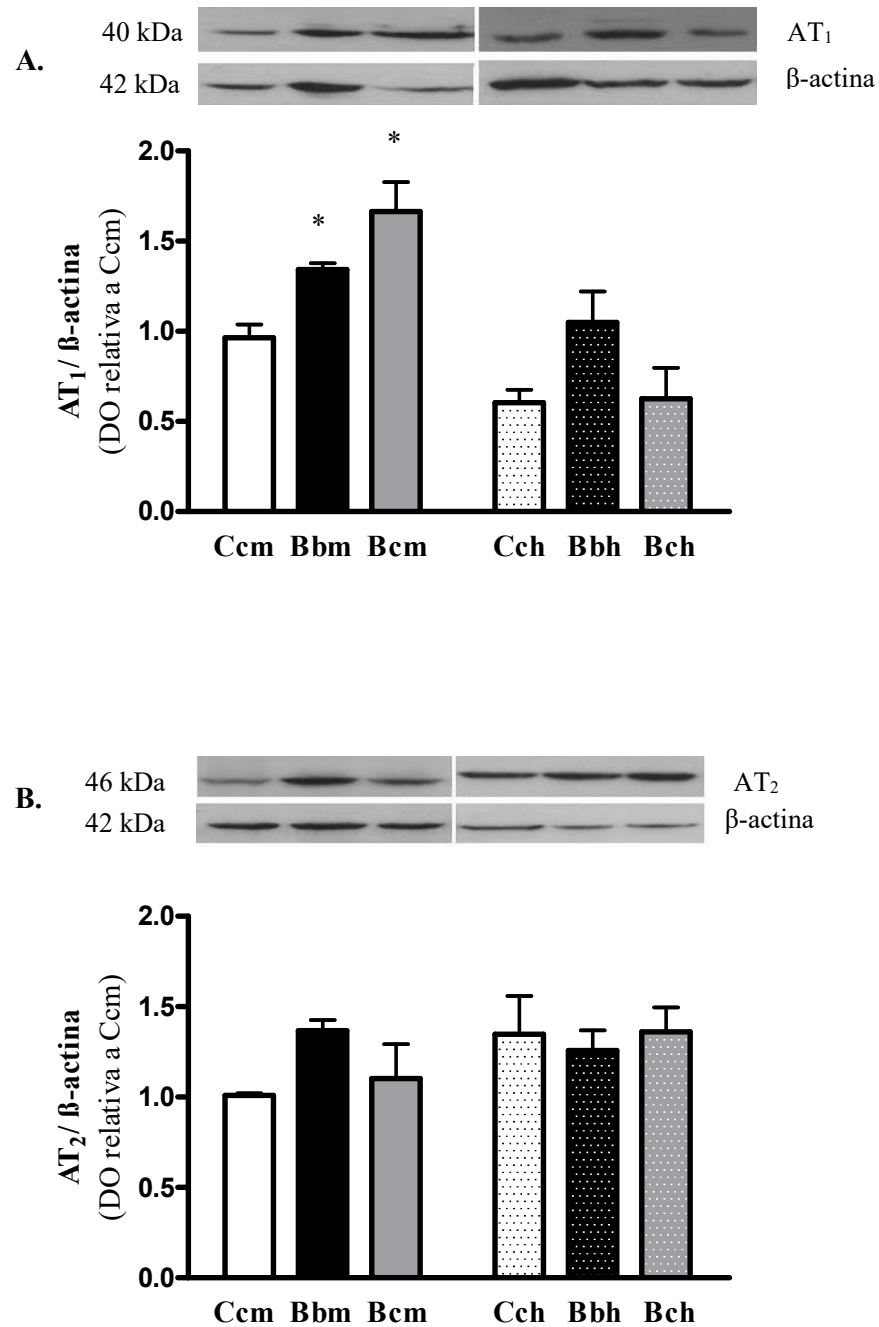 40 kDa
AT₁
A.
42 kDa
β-actina
AT₁/ ß-actina
(DO relativa a Ccm)
2.0
1.5
1.0
0.5
0.0
*
*
Ccm Bbm Bcm Cch Bbh Bch
46 kDa
AT₂
B.
42 kDa
β-actina
AT₂/ ß-actina
(DO relativa a Ccm)
2.0
1.5
1.0
0.5
0.0
Ccm Bbm Bcm Cch Bbh Bch